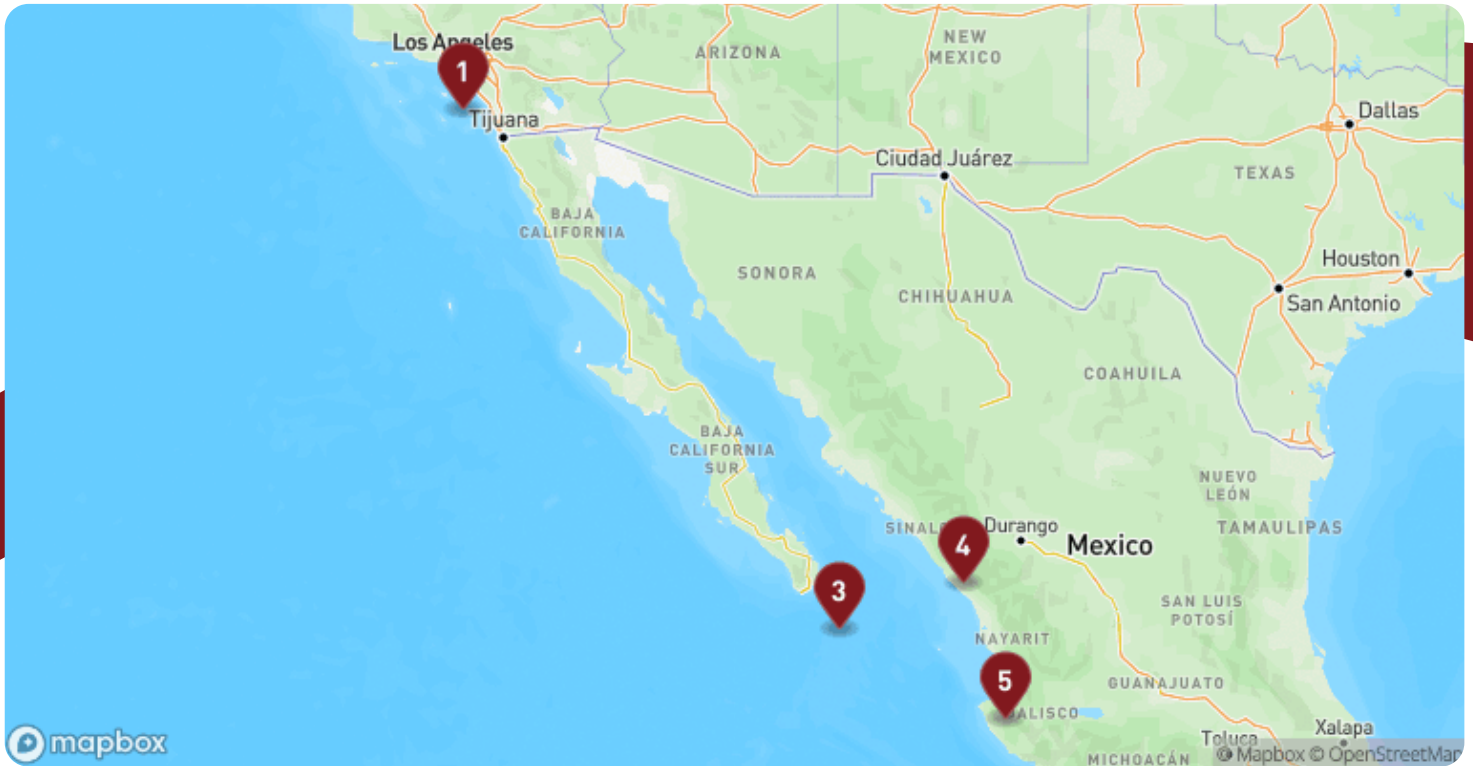 Los Angeles
1
Tijuana
ARIZONA
NEW
MEXICO
Dallas
Ciudad Juárez
TEXAS
BAJA
CALIFORNIA
SONORA
CHIHUAHUA
Houston
San Antonio
COAHUILA
BAJA
CALIFORNIA
SUR
NUEVO
LEÓN
SINAL
4
Durango
Mexico
TAMAULIPAS
3
SAN LUIS
POTOSÍ
NAYARIT
5
GUANAJUATO
ALISCO
Xalapa
Toluca
MICHOACÁN
mapbox
© Mapbox © OpenStreetMap